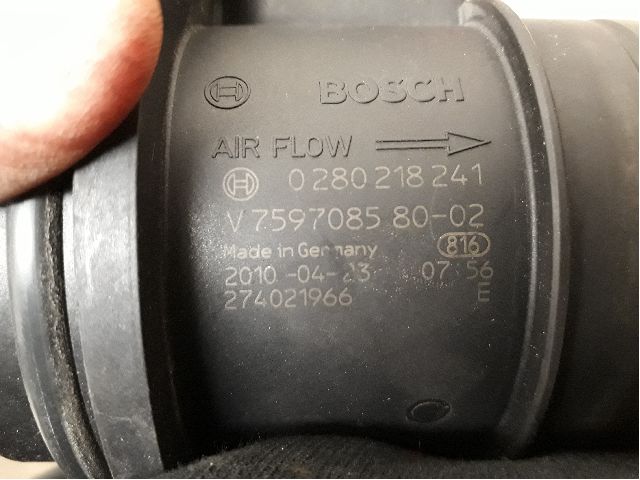 BOSCH
AIR FLOW
0 280 218 241
V 7597085 80-02
Made in Germany 816
2010-04-23 07 56
274021966 E